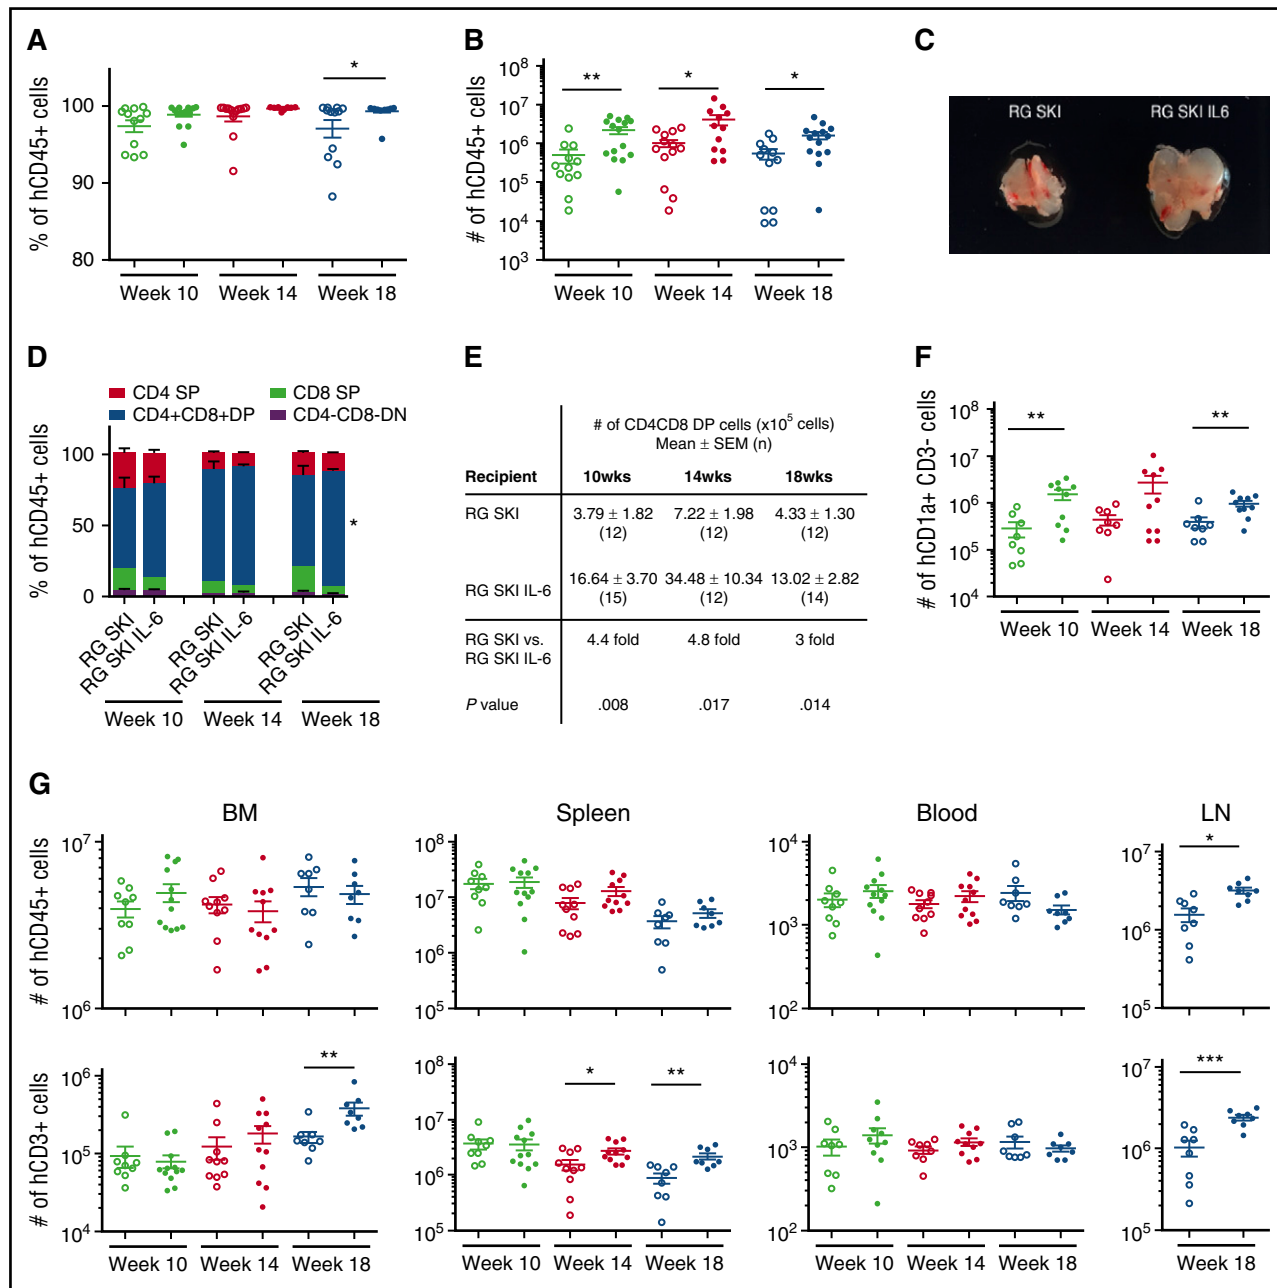 A
% of hCD45+ cells
100
90
80
*
Week 10 Week 14 Week 18
B
# of hCD45+ cells
10⁸
10⁷
10⁶
10⁵
10⁴
10³
** * *
Week 10 Week 14 Week 18
C
RG SKI RG SKI IL6
D
CD4 SP CD8 SP
CD4+CD8+DP CD4-CD8-DN
% of hCD45+ cells
100
50
0
*
RG SKI RG SKI IL-6 RG SKI RG SKI IL-6 RG SKI RG SKI IL-6
Week 10 Week 14 Week 18
E
# of CD4CD8 DP cells (x10⁵ cells)
Mean ± SEM (n)
Recipient 10wks 14wks 18wks
RG SKI 3.79 ± 1.82 7.22 ± 1.98 4.33 ± 1.30
(12) (12) (12)
RG SKI IL-6 16.64 ± 3.70 34.48 ± 10.34 13.02 ± 2.82
(15) (12) (14)
RG SKI vs. 4.4 fold 4.8 fold 3 fold
RG SKI IL-6
P value .008 .017 .014
F
# of hCD1a+ CD3- cells
10⁸
10⁷
10⁶
10⁵
10⁴
** **
Week 10 Week 14 Week 18
G
BM Spleen Blood LN
# of hCD45+ cells
10⁷
10⁶
10⁸
10⁷
10⁶
10⁵
10⁴
10³
10²
10⁷
10⁶
10⁵
*
# of hCD3+ cells
10⁶
10⁵
10⁴
**
10⁸
10⁷
10⁶
10⁵
* **
10⁴
10³
10²
10⁷
10⁶
10⁵
***
Week 10 Week 14 Week 18 Week 10 Week 14 Week 18 Week 10 Week 14 Week 18 Week 18